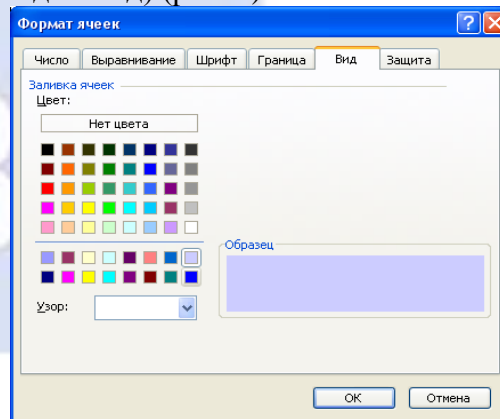 Формат ячеек
Число Выравнивание Шрифт Граница Вид Защита
Заливка ячеек
Цвет:
Нет цвета
Образец
Узор:
ОК Отмена